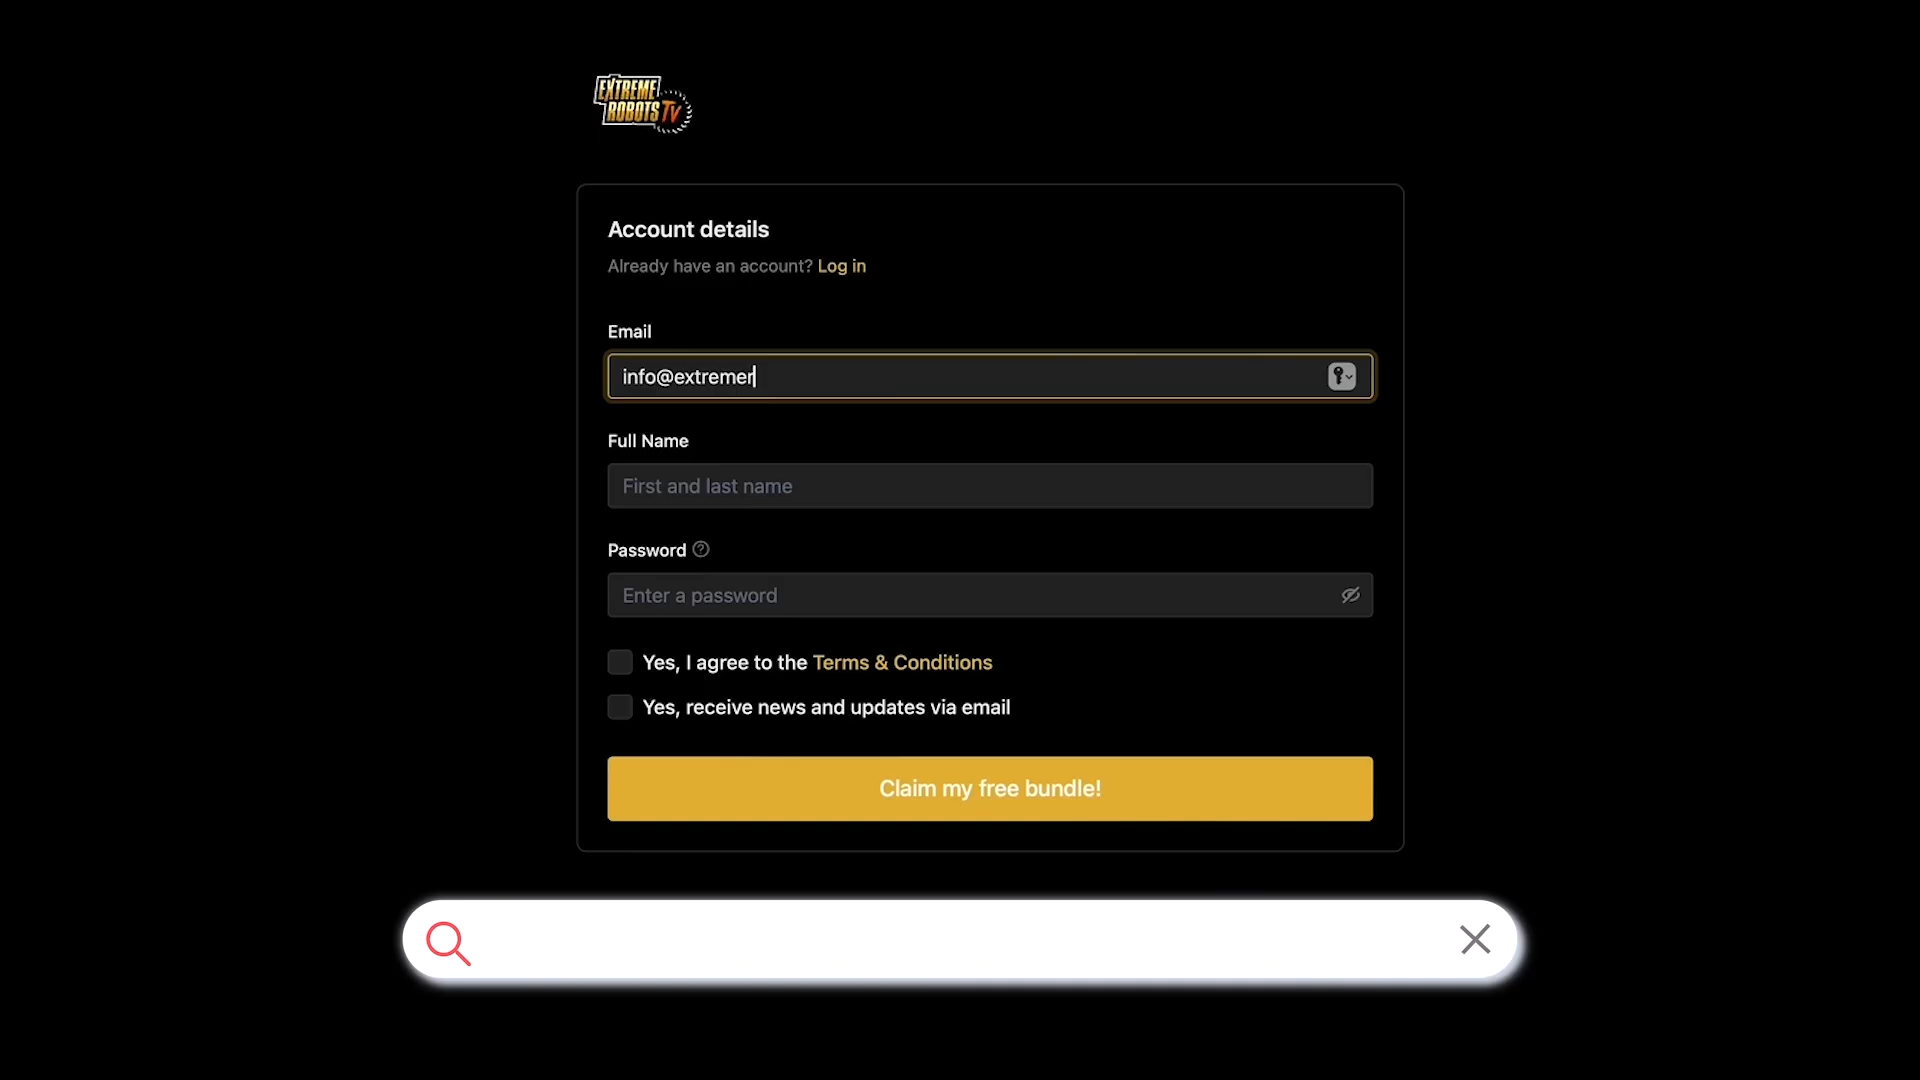 EXTREME
ROBOTS TV
Account details
Already have an account? Log in
Email
info@extremer
Full Name
First and last name
Password
Enter a password
Yes, I agree to the Terms & Conditions
Yes, receive news and updates via email
Claim my free bundle!